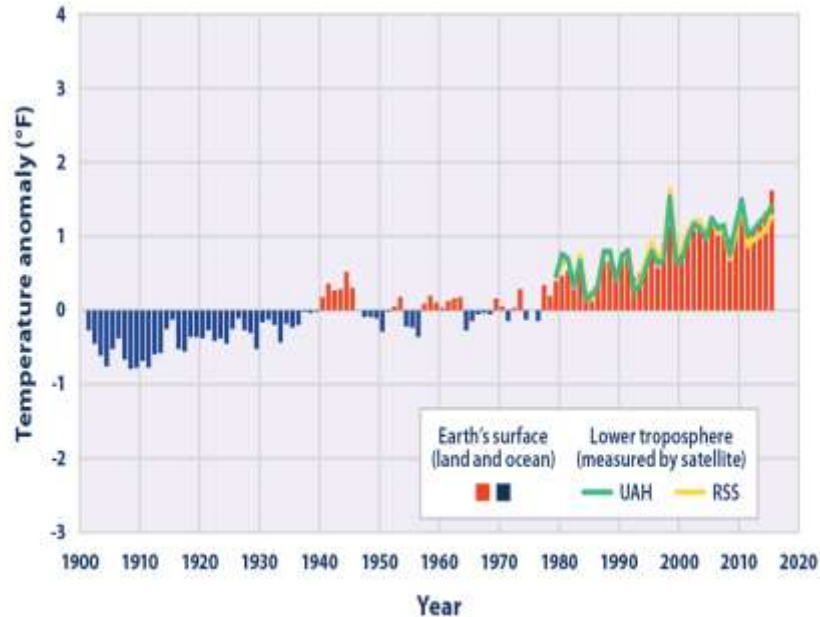 Temperature anomaly (°F)
4
3
2
1
0
-1
-2
-3
Earth's surface
(land and ocean)
Lower troposphere
(measured by satellite)
UAH
RSS
1900 1910 1920 1930 1940 1950 1960 1970 1980 1990 2000 2010 2020
Year